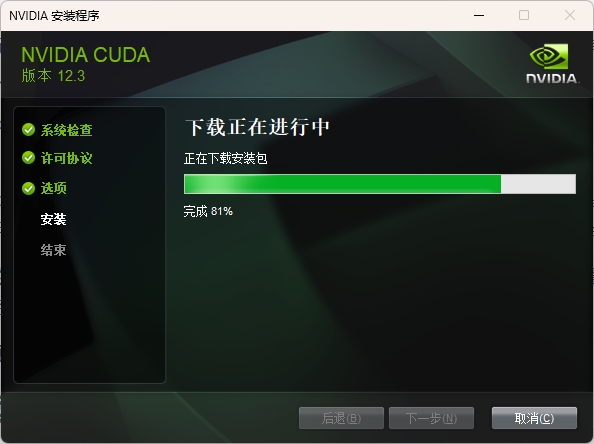 NVIDIA 安装程序
NVIDIA CUDA
版本 12.3
NVIDIA.
系统检查
许可协议
选项
安装
结束
下载正在进行中
正在下载安装包
完成 81%
后退(B)
下一步(N)
取消(C)